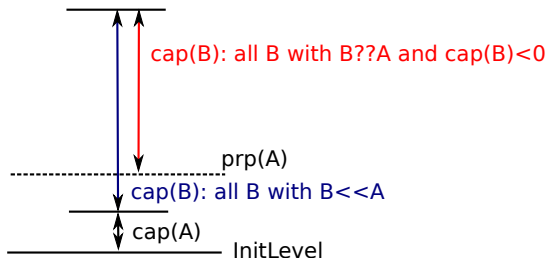 cap(B): all B with B??A and cap(B)<0
prp(A)
cap(B): all B with B<<A
cap(A)
InitLevel